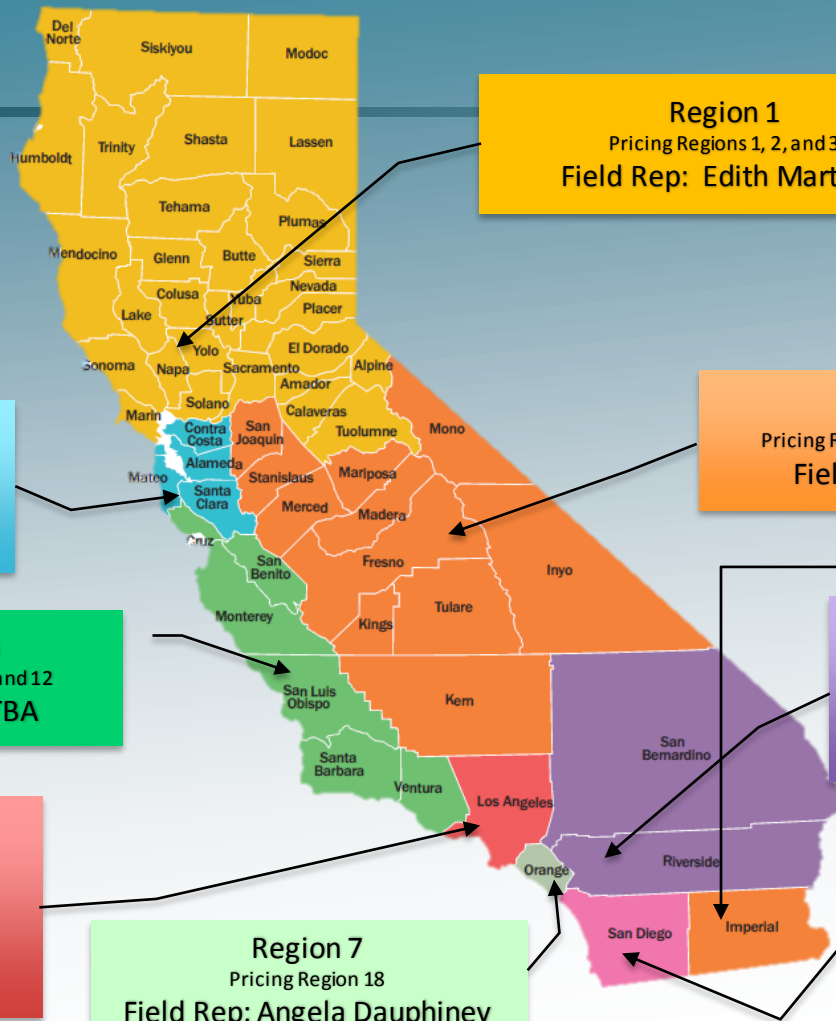 Del
Norte
Siskiyou
Modoc
Humboldt
Trinity
Shasta
Lassen
Tehama
Plumas
Mendocino
Glenn
Butte
Sierra
Colusa
Yuba
Nevada
Lake
Sutter
Placer
Sonoma
Napa
Yolo
El Dorado
Sacramento
Alpine
Amador
Marin
Solano
Calaveras
Tuolumne
Contra
Costa
San
Joaquin
Mono
Alameda
Mateo
Stanislaus
Mariposa
Santa
Clara
Merced
Madera
Cruz
San
Benito
Fresno
Inyo
Monterey
Kings
Tulare
San Luis
Obispo
Kern
San
Bernardino
Santa
Barbara
Ventura
Los Angeles
Orange
Riverside
San Diego
Imperial
Region 1
Pricing Regions 1, 2, and 3
Field Rep: Edith
Pricing
Field
and 12
TBA
Region 7
Pricing Region 18
Field Rep: Angela Dauphiney